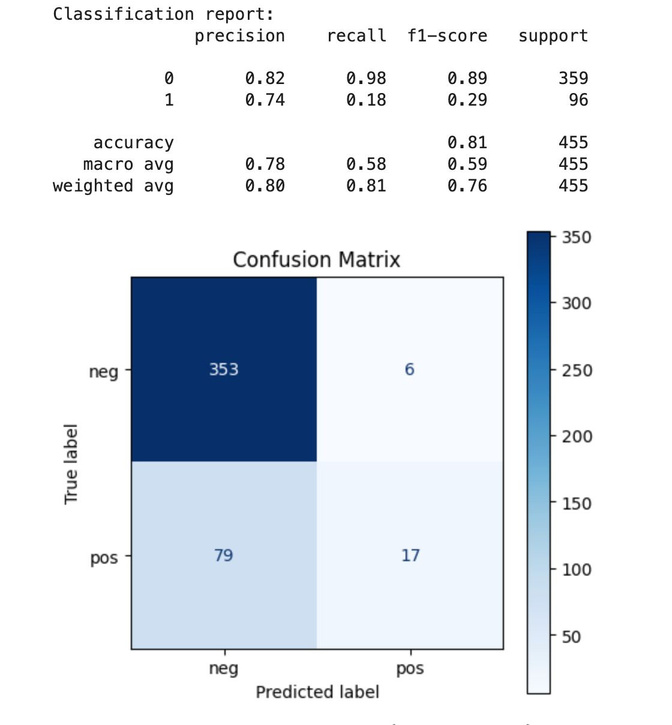 Classification report:
precision recall f1-score support
0 0.82 0.98 0.89 359
1 0.74 0.18 0.29 96
accuracy 0.81 455
macro avg 0.78 0.58 0.59 455
weighted avg 0.80 0.81 0.76 455
Confusion Matrix
350
300
250
200
150
100
50
neg
353
6
True label
pos
79
17
neg
pos
Predicted label